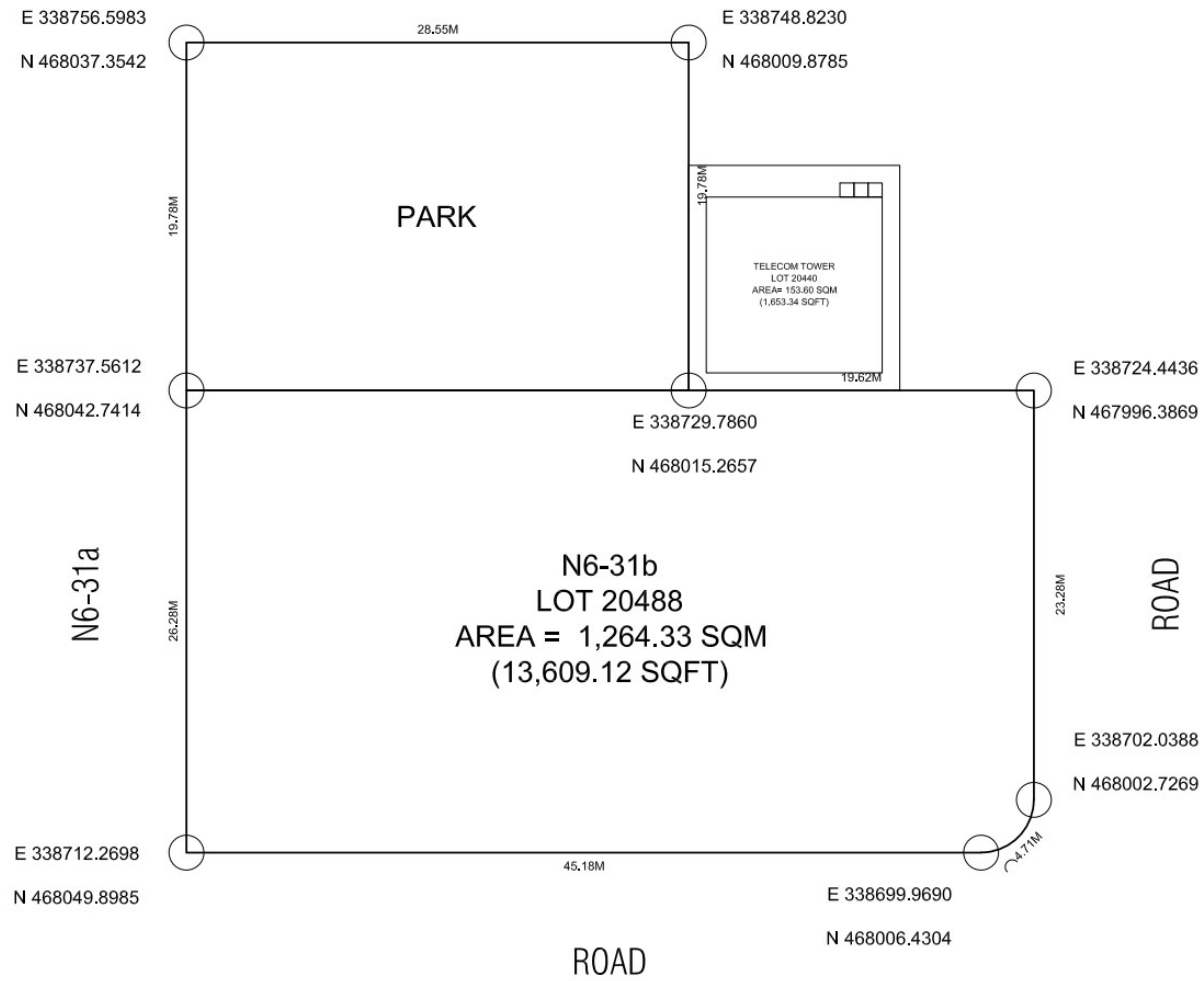 E 338756.5983
N 468037.3542
28.55M
E 338748.8230
N 468009.8785
19.78M
PARK
19.78M
TELECOM TOWER
LOT 20440
AREA= 153.60 SQM
(1,653.34 SQFT)
19.62M
E 338737.5612
N 468042.7414
E 338729.7860
N 468015.2657
E 338724.4436
N 467996.3869
N6-31a
26.28M
N6-31b
LOT 20488
AREA = 1,264.33 SQM
(13,609.12 SQFT)
23.28M
ROAD
E 338702.0388
N 468002.7269
4.71M
E 338712.2698
N 468049.8985
45.18M
E 338699.9690
N 468006.4304
ROAD